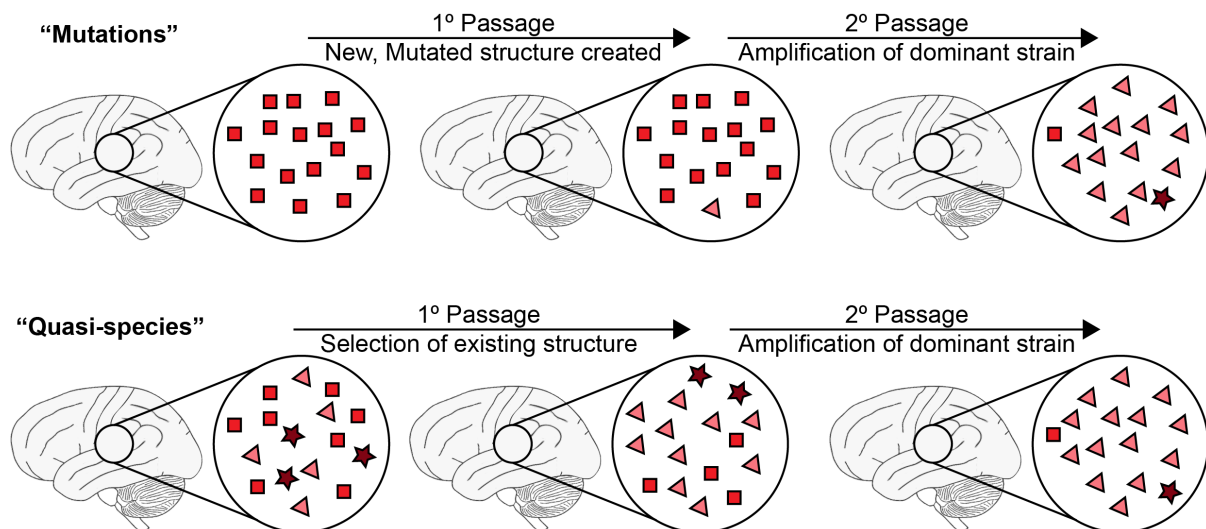 “Mutations”
1º Passage
New, Mutated structure created
2º Passage
Amplification of dominant strain
“Quasi-species”
1º Passage
Selection of existing structure
2º Passage
Amplification of dominant strain